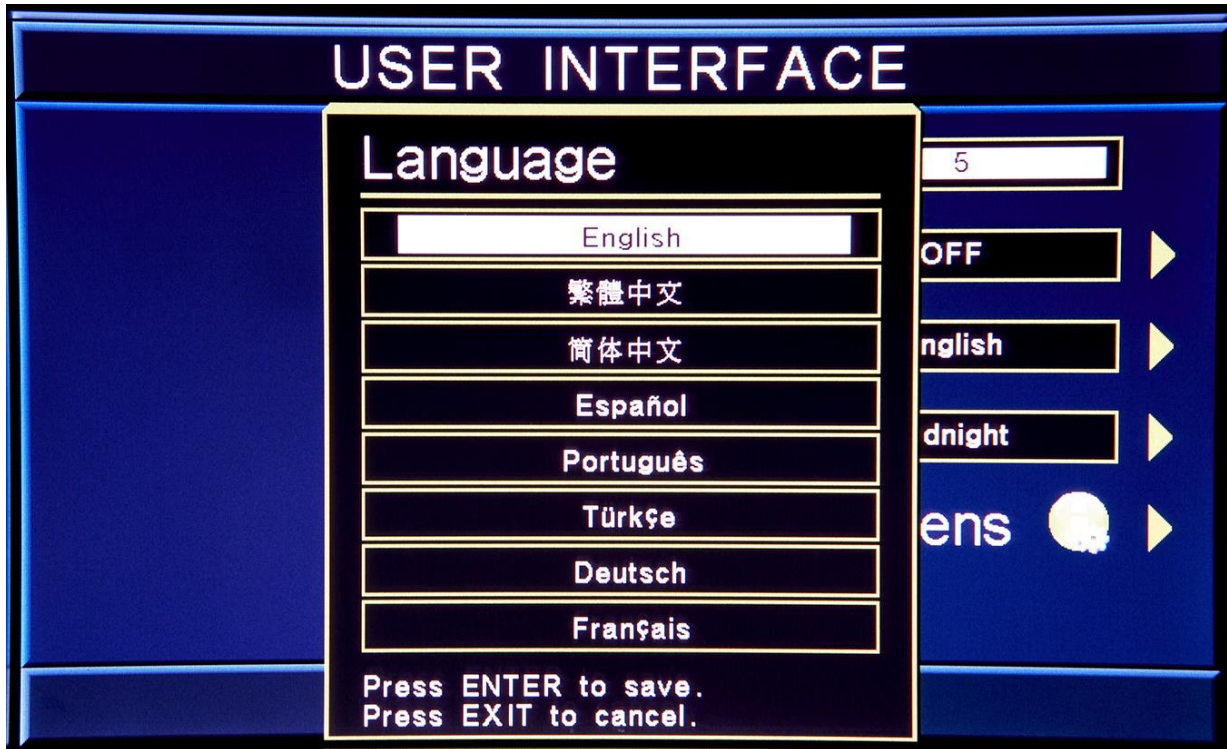 USER INTERFACE
Language
English
繁體中文
简体中文
Español
Português
Türkçe
Deutsch
Français
Press ENTER to save.
Press EXIT to cancel.
5
OFF
nglish
dnight
ens